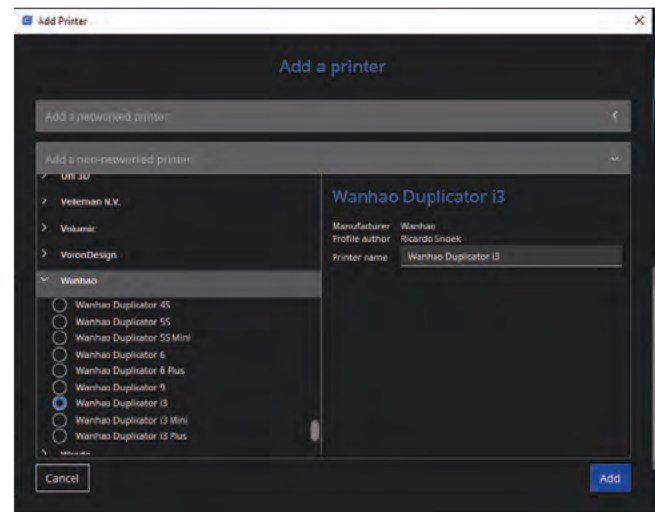 Add Printer
Add a printer
Add a networked printer
Add a non-networked printer
Uni 3D
Velleman N.V.
Volumic
VoronDesign
Wanhao
Wanhao Duplicator 4S
Wanhao Duplicator 5S
Wanhao Duplicator 5S Mini
Wanhao Duplicator 6
Wanhao Duplicator 6 Plus
Wanhao Duplicator 9
Wanhao Duplicator i3
Wanhao Duplicator i3 Mini
Wanhao Duplicator i3 Plus
Wanhao Duplicator i3
Manufacturer Wanhao
Profile author Ricardo Snoek
Printer name Wanhao Duplicator i3
Cancel
Add